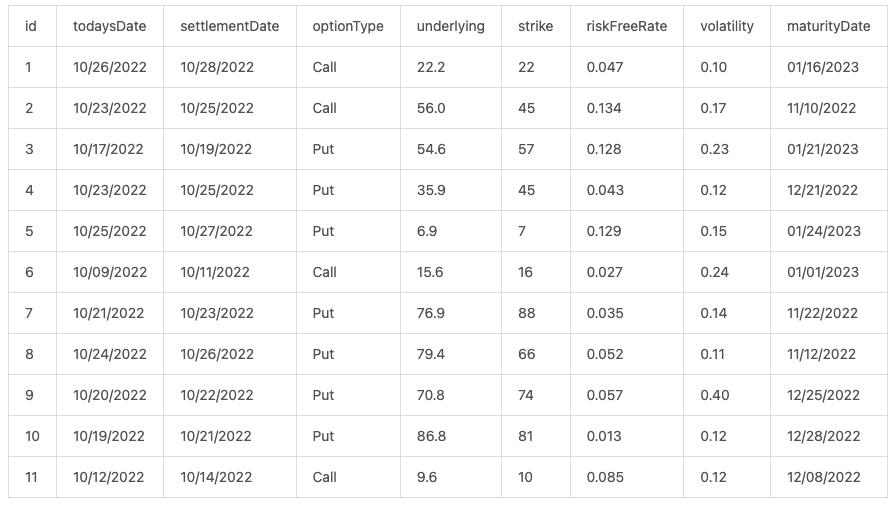 id todaysDate settlementDate optionType underlying strike riskFreeRate volatility maturityDate
1 10/26/2022 10/28/2022 Call 22.2 22 0.047 0.10 01/16/2023
2 10/23/2022 10/25/2022 Call 56.0 45 0.134 0.17 11/10/2022
3 10/17/2022 10/19/2022 Put 54.6 57 0.128 0.23 01/21/2023
4 10/23/2022 10/25/2022 Put 35.9 45 0.043 0.12 12/21/2022
5 10/25/2022 10/27/2022 Put 6.9 7 0.129 0.15 01/24/2023
6 10/09/2022 10/11/2022 Call 15.6 16 0.027 0.24 01/01/2023
7 10/21/2022 10/23/2022 Put 76.9 88 0.035 0.14 11/22/2022
8 10/24/2022 10/26/2022 Put 79.4 66 0.052 0.11 11/12/2022
9 10/20/2022 10/22/2022 Put 70.8 74 0.057 0.40 12/25/2022
10 10/19/2022 10/21/2022 Put 86.8 81 0.013 0.12 12/28/2022
11 10/12/2022 10/14/2022 Call 9.6 10 0.085 0.12 12/08/2022